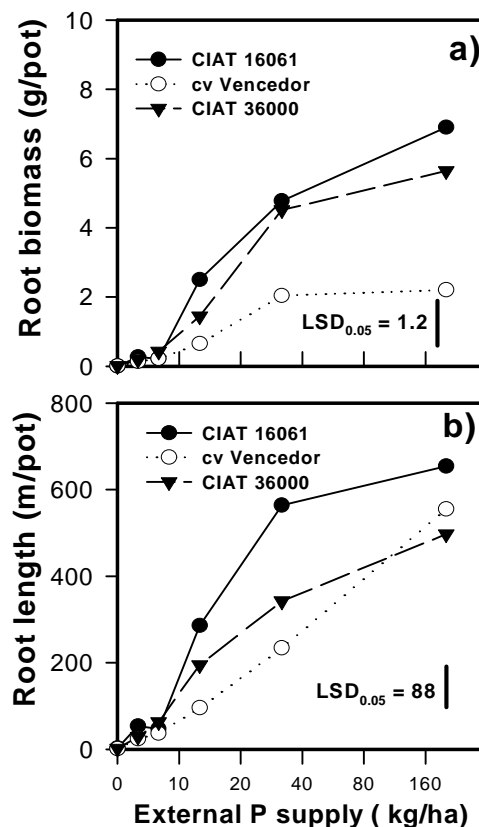 10
8
6
4
2
0
Root biomass (g/pot)
CIAT 16061
cv Vencedor
CIAT 36000
a)
LSD0.05 = 1.2
800
600
400
200
0
Root length (m/pot)
CIAT 16061
cv Vencedor
CIAT 36000
b)
LSD0.05 = 88
0 10 20 40 80 160
External P supply ( kg/ha)